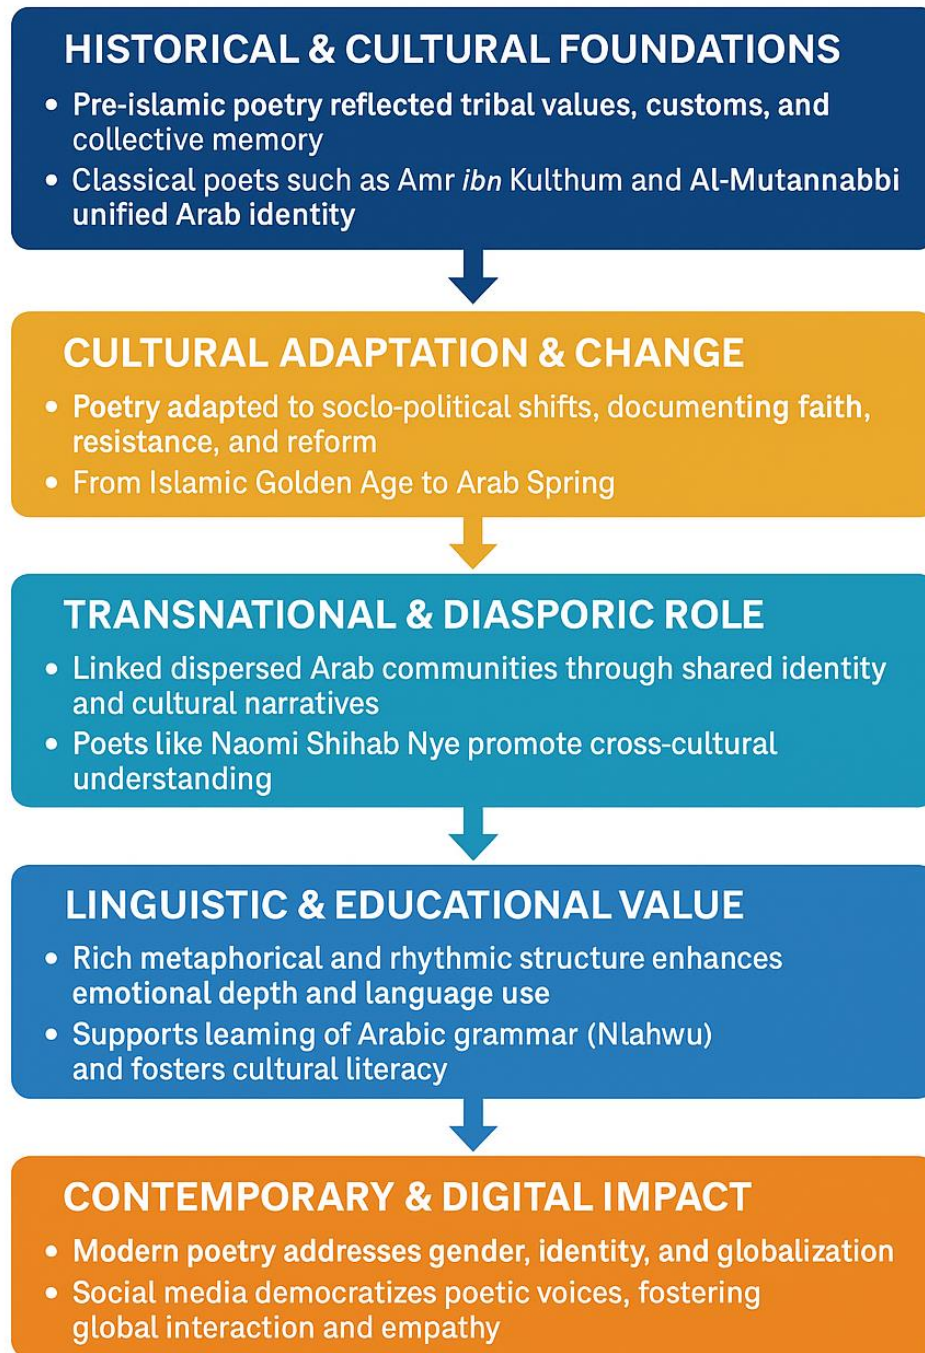 HISTORICAL & CULTURAL FOUNDATIONS
• Pre-islamic poetry reflected tribal values, customs, and
collective memory
• Classical poets such as Amr ibn Kulthum and Al-Mutannabbi
unified Arab identity
CULTURAL ADAPTATION & CHANGE
• Poetry adapted to soclo-political shifts, documenting faith,
resistance, and reform
• From Islamic Golden Age to Arab Spring
TRANSNATIONAL & DIASPORIC ROLE
• Linked dispersed Arab communities through shared identity
and cultural narratives
• Poets like Naomi Shihab Nye promote cross-cultural
understanding
LINGUISTIC & EDUCATIONAL VALUE
• Rich metaphorical and rhythmic structure enhances
emotional depth and language use
• Supports leaming of Arabic grammar (Nlahwu)
and fosters cultural literacy
CONTEMPORARY & DIGITAL IMPACT
• Modern poetry addresses gender, identity, and globalization
• Social media democratizes poetic voices, fostering
global interaction and empathy